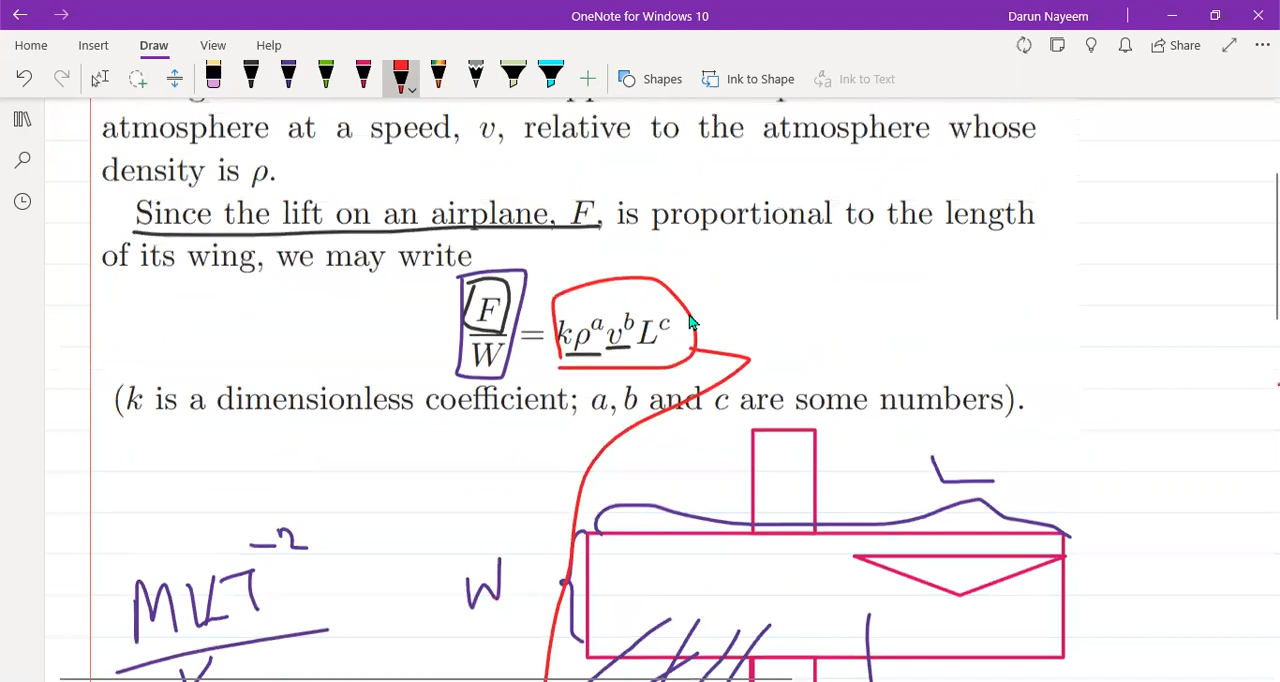 OneNote for Windows 10
Darun Nayeem
Home Insert Draw View Help
Share
Shapes
Ink to Shape
Ink to Text
atmosphere at a speed, v, relative to the atmosphere whose
density is ρ.
Since the lift on an airplane, F, is proportional to the length
of its wing, we may write
F/W = kρ^a v^b L^c
(k is a dimensionless coefficient; a, b and c are some numbers).
L
MLT^-2
W